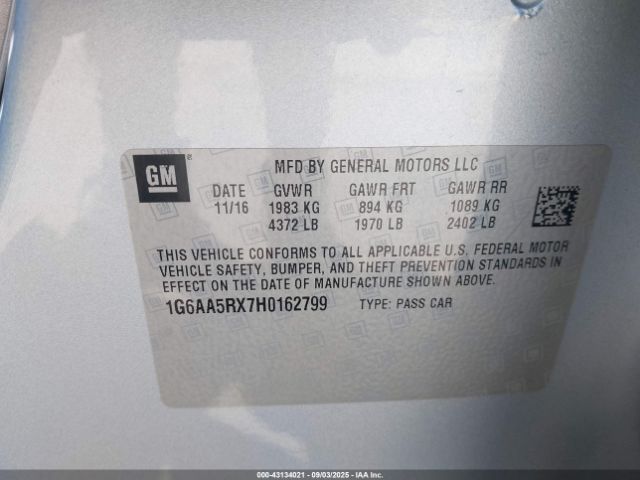 GM
MFD BY GENERAL MOTORS LLC
DATE GVWR GAWR FRT GAWR RR
11/16 1983 KG 894 KG 1089 KG
4372 LB 1970 LB 2402 LB
THIS VEHICLE CONFORMS TO ALL APPLICABLE U.S. FEDERAL MOTOR
VEHICLE SAFETY, BUMPER, AND THEFT PREVENTION STANDARDS IN
EFFECT ON THE DATE OF MANUFACTURE SHOWN ABOVE.
1G6AA5RX7H0162799 TYPE: PASS CAR
000-43134021 - 09/03/2025 - IAAI.CA